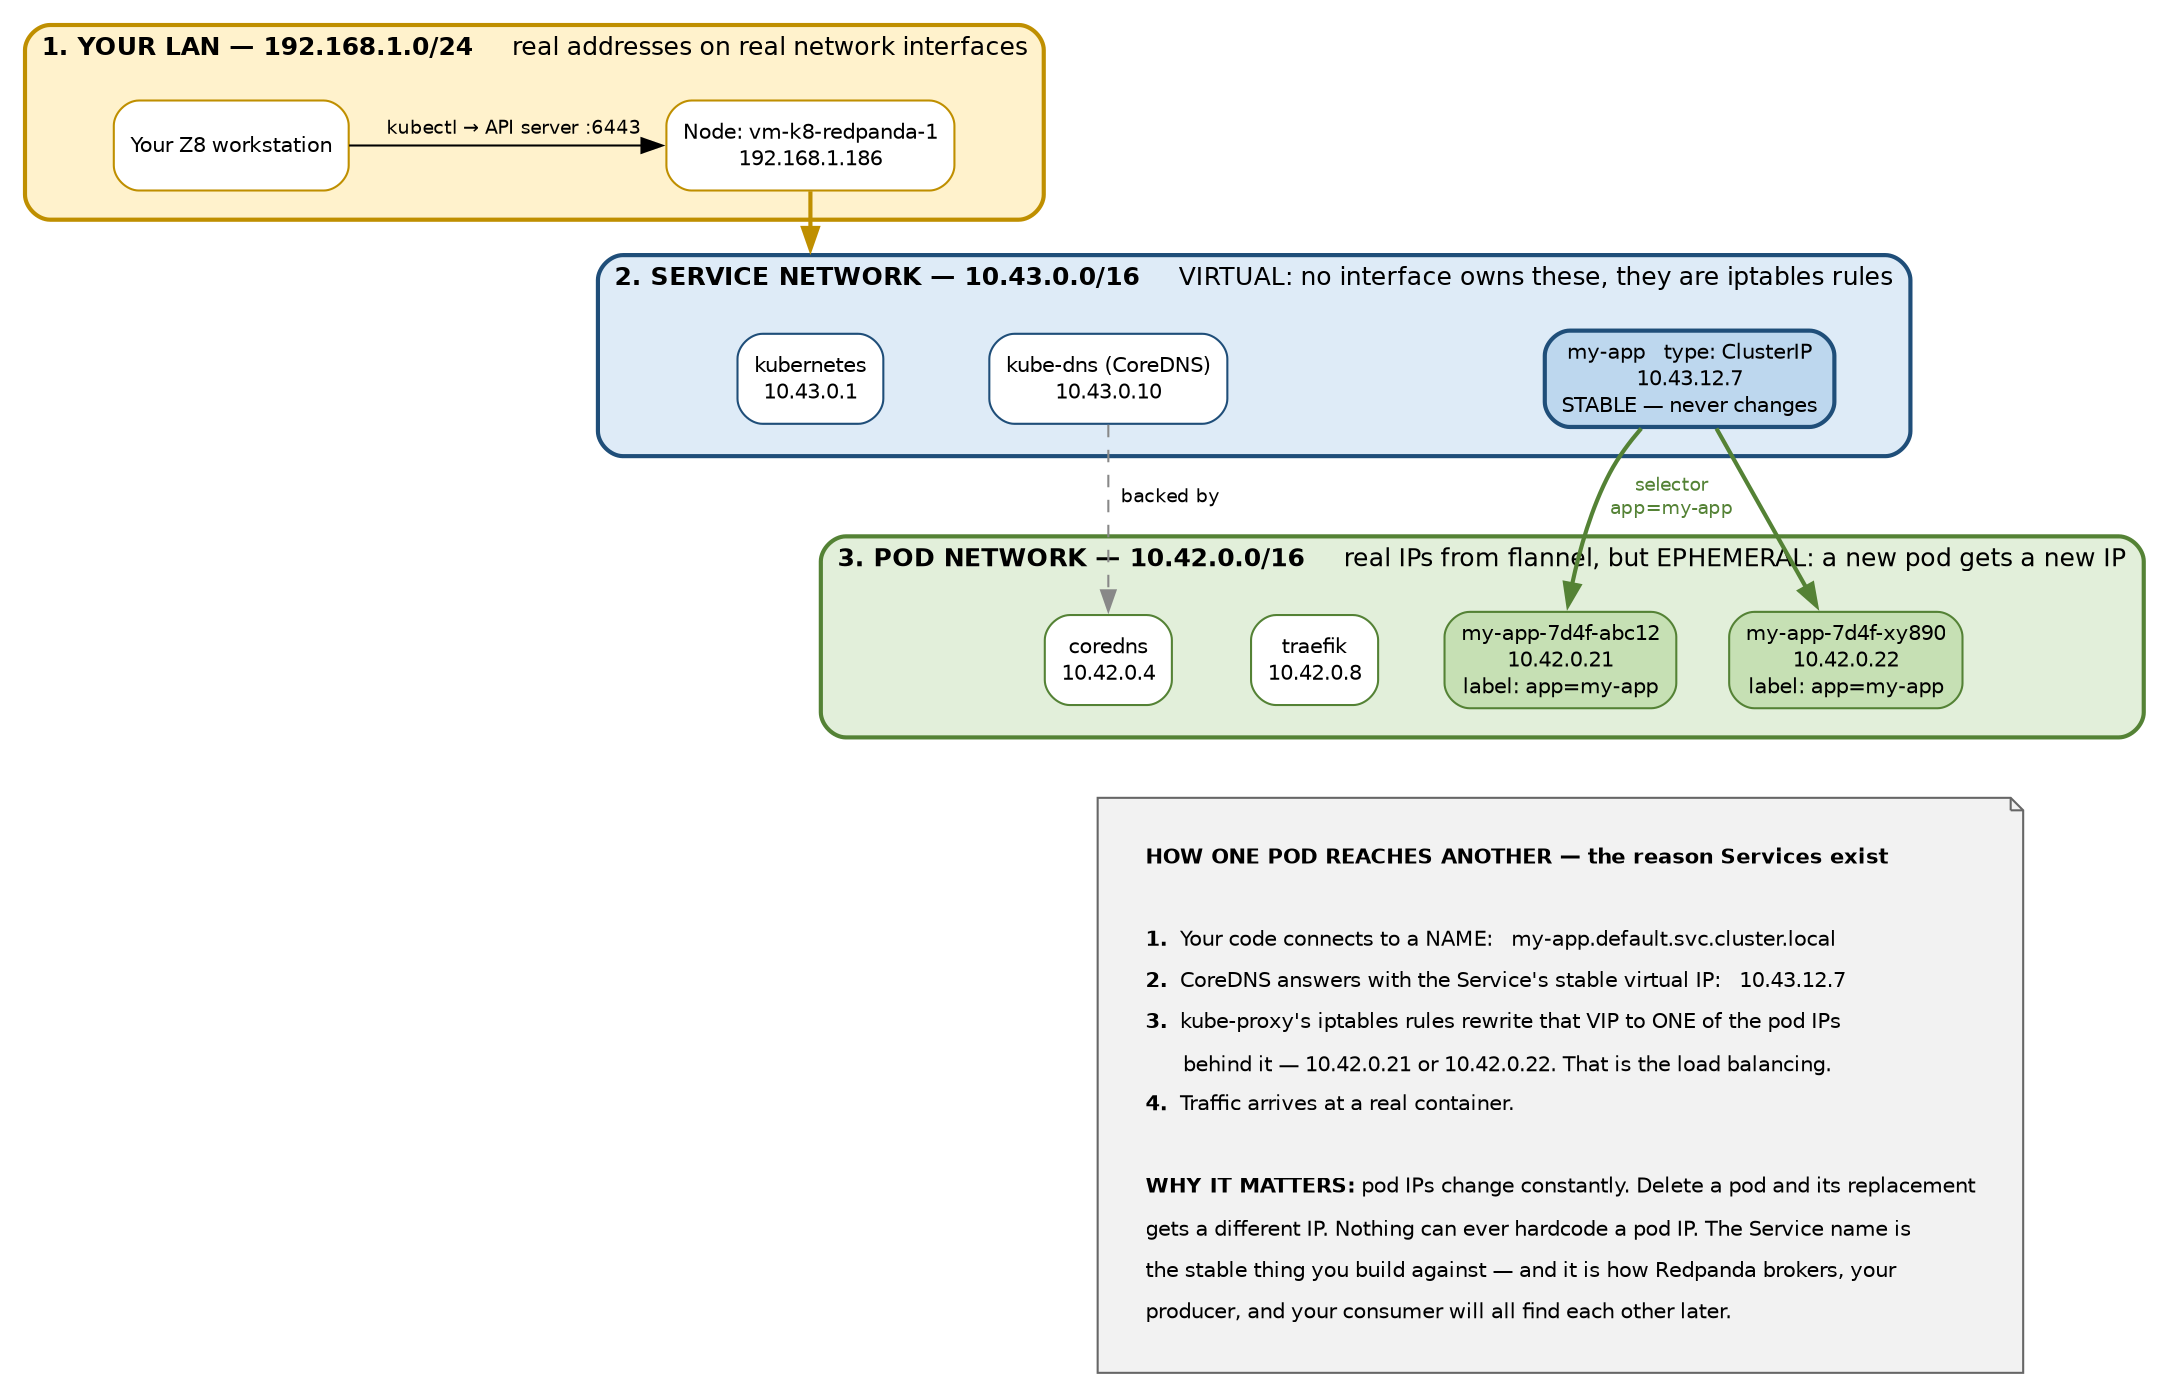 1. YOUR LAN — 192.168.1.0/24 real addresses on real network interfaces
Your Z8 workstation
kubectl → API server :6443
Node: vm-k8-redpanda-1
192.168.1.186
2. SERVICE NETWORK — 10.43.0.0/16 VIRTUAL: no interface owns these, they are iptables rules
kubernetes
10.43.0.1
kube-dns (CoreDNS)
10.43.0.10
my-app type: ClusterIP
10.43.12.7
STABLE — never changes
backed by
selector
app=my-app
3. POD NETWORK — 10.42.0.0/16 real IPs from flannel, but EPHEMERAL: a new pod gets a new IP
coredns
10.42.0.4
traefik
10.42.0.8
my-app-7d4f-abc12
10.42.0.21
label: app=my-app
my-app-7d4f-xy890
10.42.0.22
label: app=my-app
HOW ONE POD REACHES ANOTHER — the reason Services exist
1. Your code connects to a NAME: my-app.default.svc.cluster.local
2. CoreDNS answers with the Service's stable virtual IP: 10.43.12.7
3. kube-proxy's iptables rules rewrite that VIP to ONE of the pod IPs
behind it — 10.42.0.21 or 10.42.0.22. That is the load balancing.
4. Traffic arrives at a real container.
WHY IT MATTERS: pod IPs change constantly. Delete a pod and its replacement
gets a different IP. Nothing can ever hardcode a pod IP. The Service name is
the stable thing you build against — and it is how Redpanda brokers, your
producer, and your consumer will all find each other later.